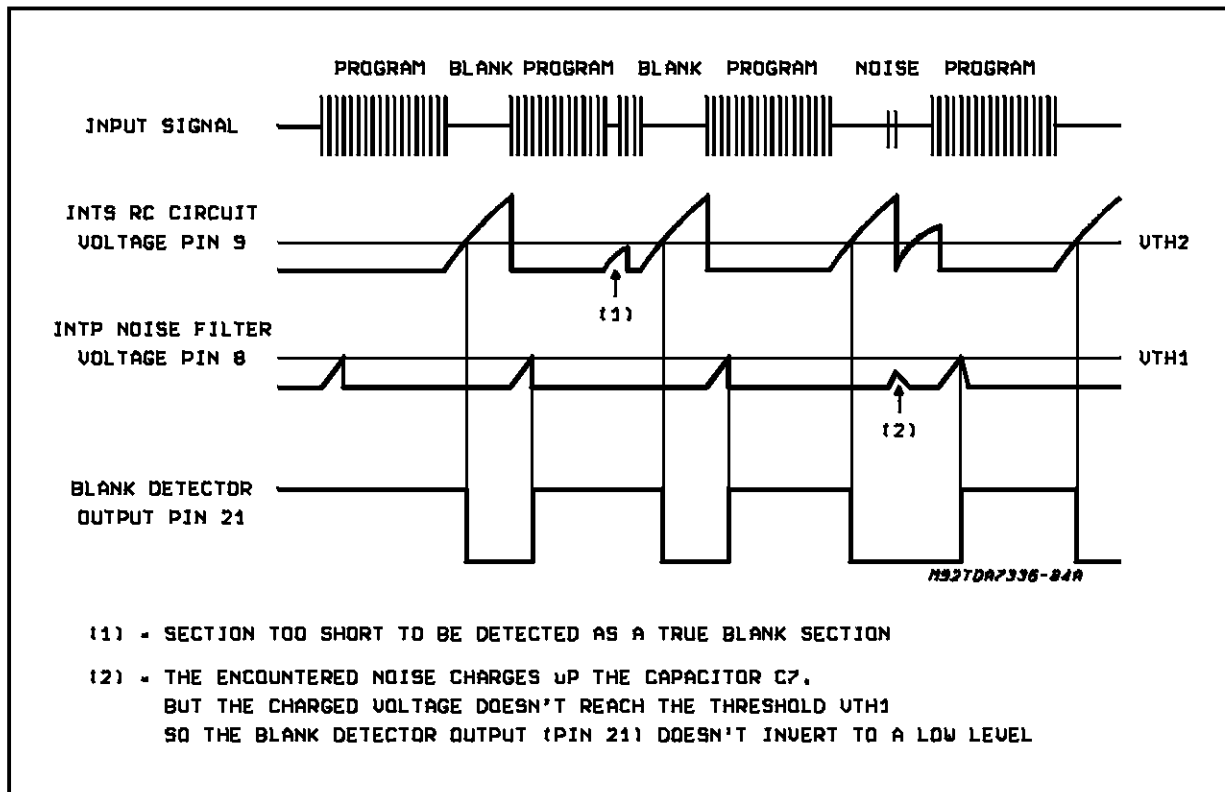 PROGRAM BLANK PROGRAM BLANK PROGRAM NOISE PROGRAM
INPUT SIGNAL
INTS RC CIRCUIT
VOLTAGE PIN 9
VTH2
(1)
INTP NOISE FILTER
VOLTAGE PIN 8
VTH1
(2)
BLANK DETECTOR
OUTPUT PIN 21
M92TDA7336-84A
(1) = SECTION TOO SHORT TO BE DETECTED AS A TRUE BLANK SECTION
(2) = THE ENCOUNTERED NOISE CHARGES UP THE CAPACITOR C7.
BUT THE CHARGED VOLTAGE DOESN'T REACH THE THRESHOLD VTH1
SO THE BLANK DETECTOR OUTPUT (PIN 21) DOESN'T INVERT TO A LOW LEVEL